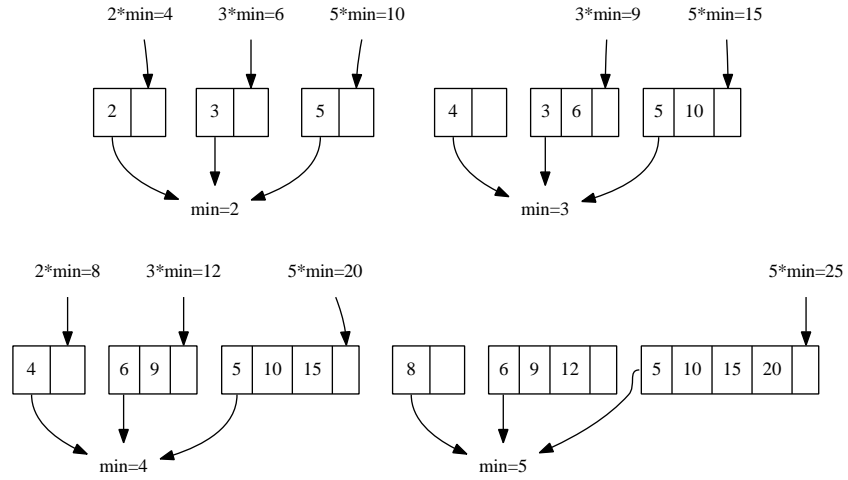 2*min=4 3*min=6 5*min=10 3*min=9 5*min=15
2 3 5 4 3 6 5 10
min=2 min=3
2*min=8 3*min=12 5*min=20 5*min=25
4 6 9 5 10 15 8 6 9 12 5 10 15 20
min=4 min=5